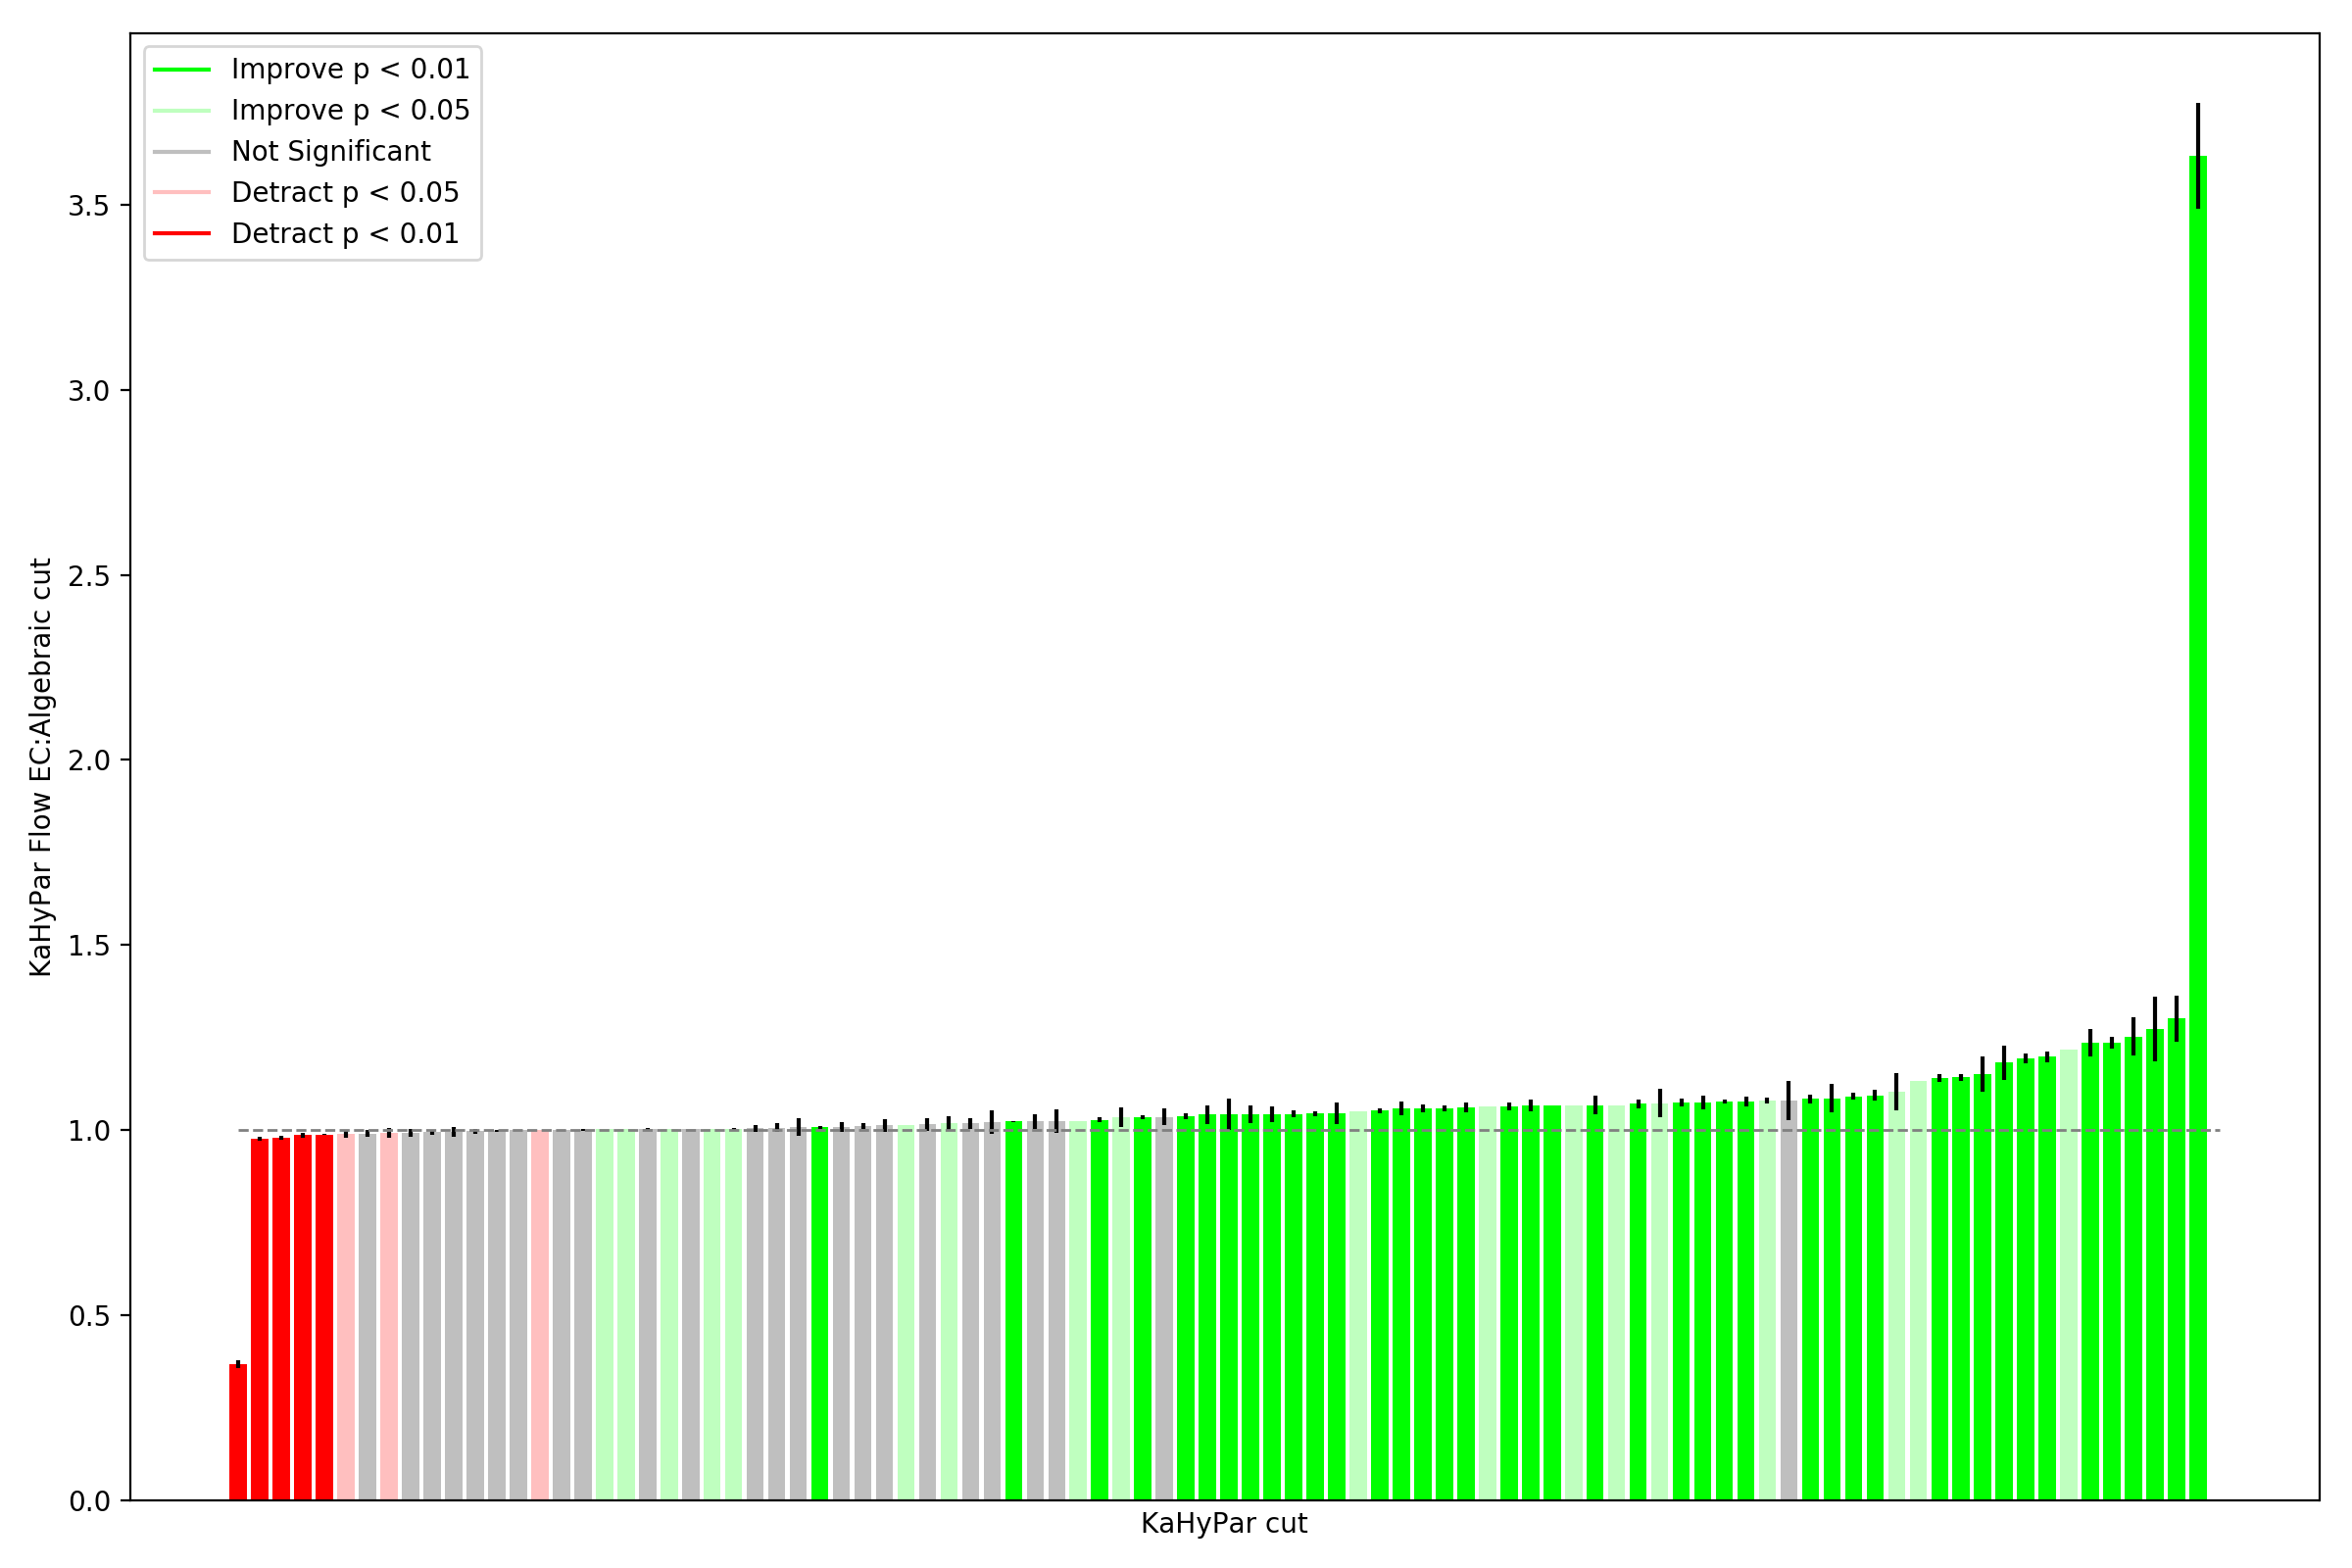 Improve p < 0.01
Improve p < 0.05
Not Significant
Detract p < 0.05
Detract p < 0.01
3.5
3.0
2.5
2.0
1.5
1.0
0.5
0.0
KaHyPar Flow EC:Algebraic cut
KaHyPar cut